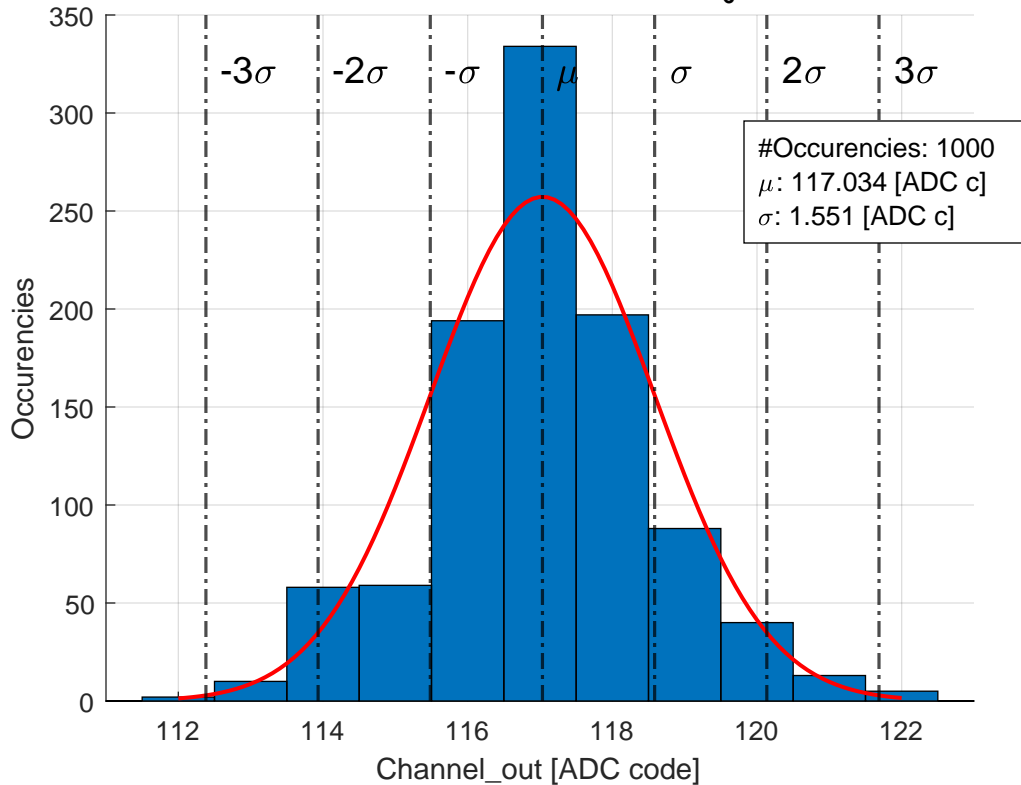 350
300
250
200
150
100
50
0
Occurencies
-3σ
-2σ
-σ
μ
σ
2σ
3σ
#Occurencies: 1000
μ: 117.034 [ADC c]
σ: 1.551 [ADC c]
112
114
116
118
120
122
Channel_out [ADC code]